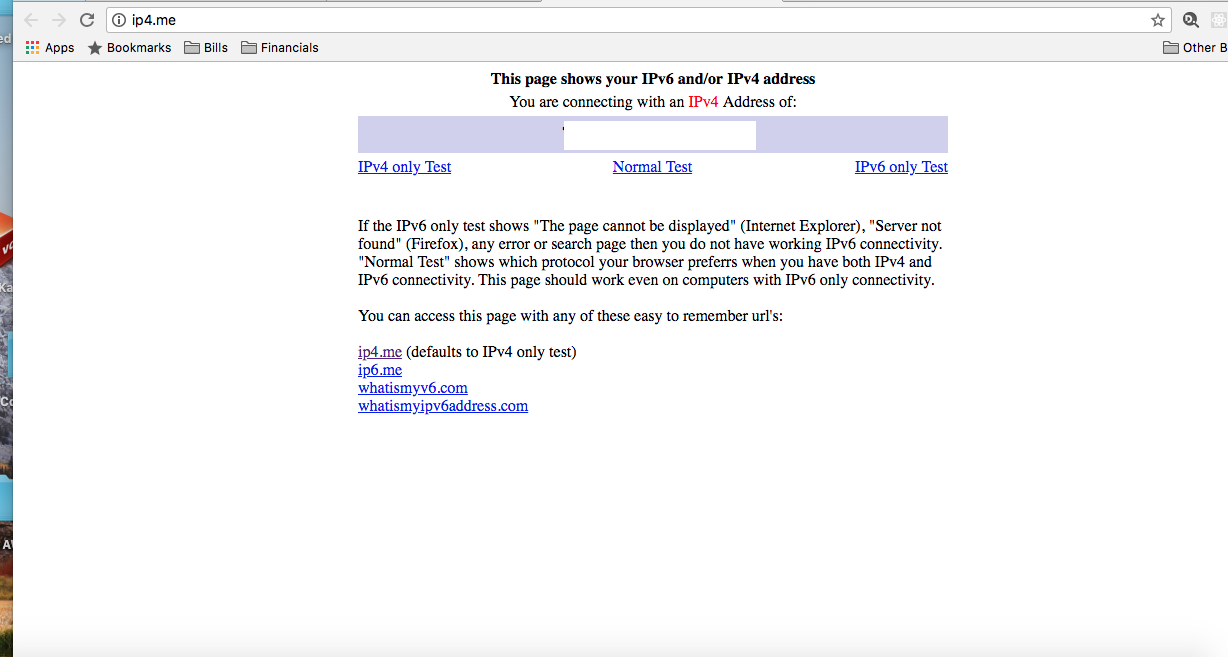 ip4.me
Apps Bookmarks Bills Financials Other B
This page shows your IPv6 and/or IPv4 address
You are connecting with an IPv4 Address of:
IPv4 only Test Normal Test IPv6 only Test
If the IPv6 only test shows "The page cannot be displayed" (Internet Explorer), "Server not
found" (Firefox), any error or search page then you do not have working IPv6 connectivity.
"Normal Test" shows which protocol your browser preferrs when you have both IPv4 and
IPv6 connectivity. This page should work even on computers with IPv6 only connectivity.
You can access this page with any of these easy to remember url's:
ip4.me (defaults to IPv4 only test)
ip6.me
whatismyv6.com
whatismyipv6address.com